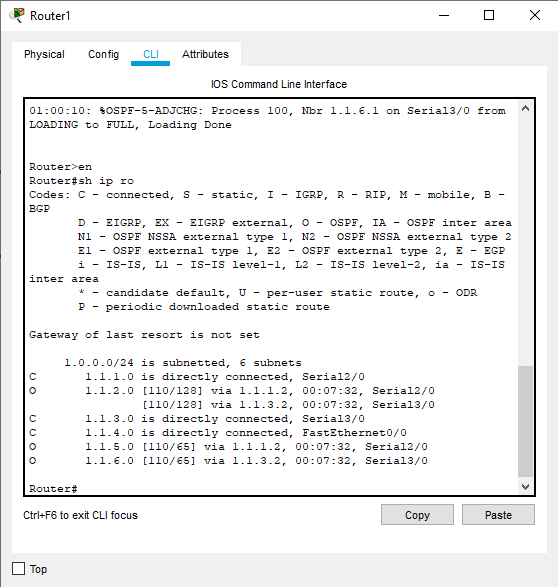 Router1
Physical Config CLI Attributes
IOS Command Line Interface
01:00:10: %OSPF-5-ADJCHG: Process 100, Nbr 1.1.6.1 on Serial3/0 from
LOADING to FULL, Loading Done
Router>en
Router#sh ip ro
Codes: C - connected, S - static, I - IGRP, R - RIP, M - mobile, B -
BGP
D - EIGRP, EX - EIGRP external, O - OSPF, IA - OSPF inter area
N1 - OSPF NSSA external type 1, N2 - OSPF NSSA external type 2
E1 - OSPF external type 1, E2 - OSPF external type 2, E - EGP
i - IS-IS, L1 - IS-IS level-1, L2 - IS-IS level-2, ia - IS-IS
inter area
* - candidate default, U - per-user static route, o - ODR
P - periodic downloaded static route
Gateway of last resort is not set
1.0.0.0/24 is subnetted, 6 subnets
C 1.1.1.0 is directly connected, Serial2/0
O 1.1.2.0 [110/128] via 1.1.1.2, 00:07:32, Serial2/0
[110/128] via 1.1.3.2, 00:07:32, Serial3/0
C 1.1.3.0 is directly connected, Serial3/0
C 1.1.4.0 is directly connected, FastEthernet0/0
O 1.1.5.0 [110/65] via 1.1.1.2, 00:07:32, Serial2/0
O 1.1.6.0 [110/65] via 1.1.3.2, 00:07:32, Serial3/0
Router#
Ctrl+F6 to exit CLI focus
Copy Paste
Top